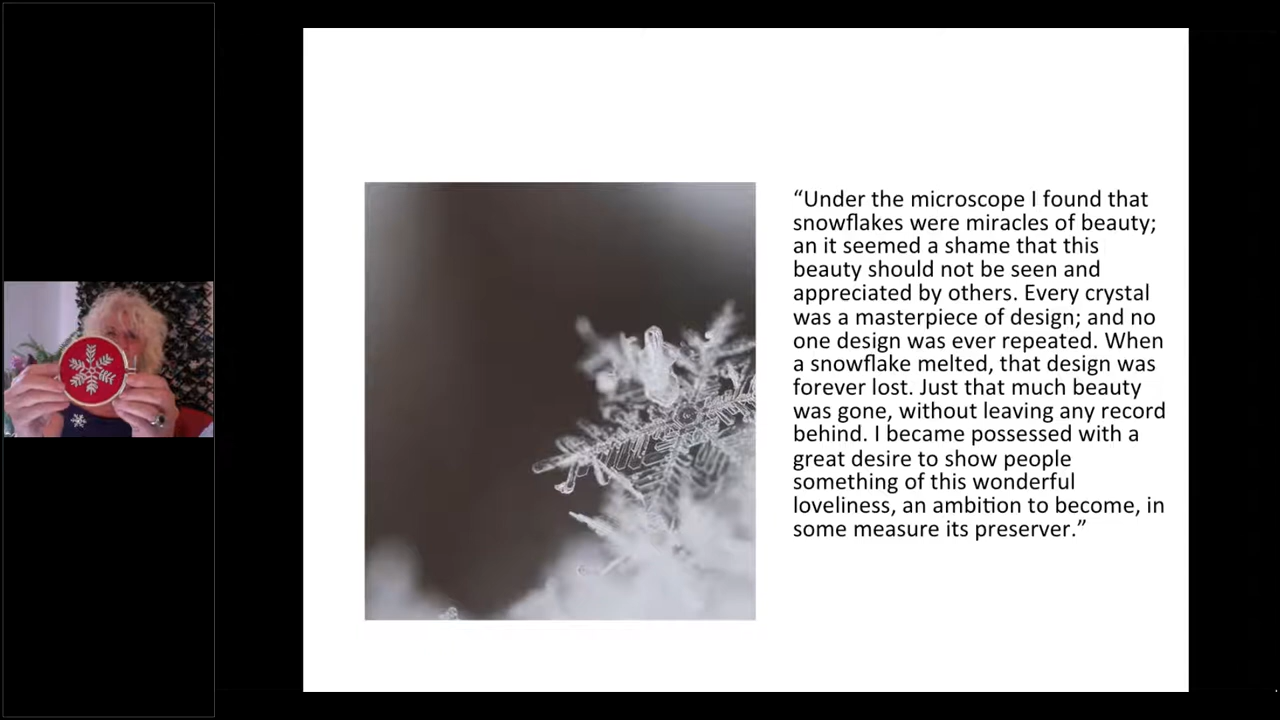 “Under the microscope I found that
snowflakes were miracles of beauty;
an it seemed a shame that this
beauty should not be seen and
appreciated by others. Every crystal
was a masterpiece of design; and no
one design was ever repeated. When
a snowflake melted, that design was
forever lost. Just that much beauty
was gone, without leaving any record
behind. I became possessed with a
great desire to show people
something of this wonderful
loveliness, an ambition to become, in
some measure its preserver.”